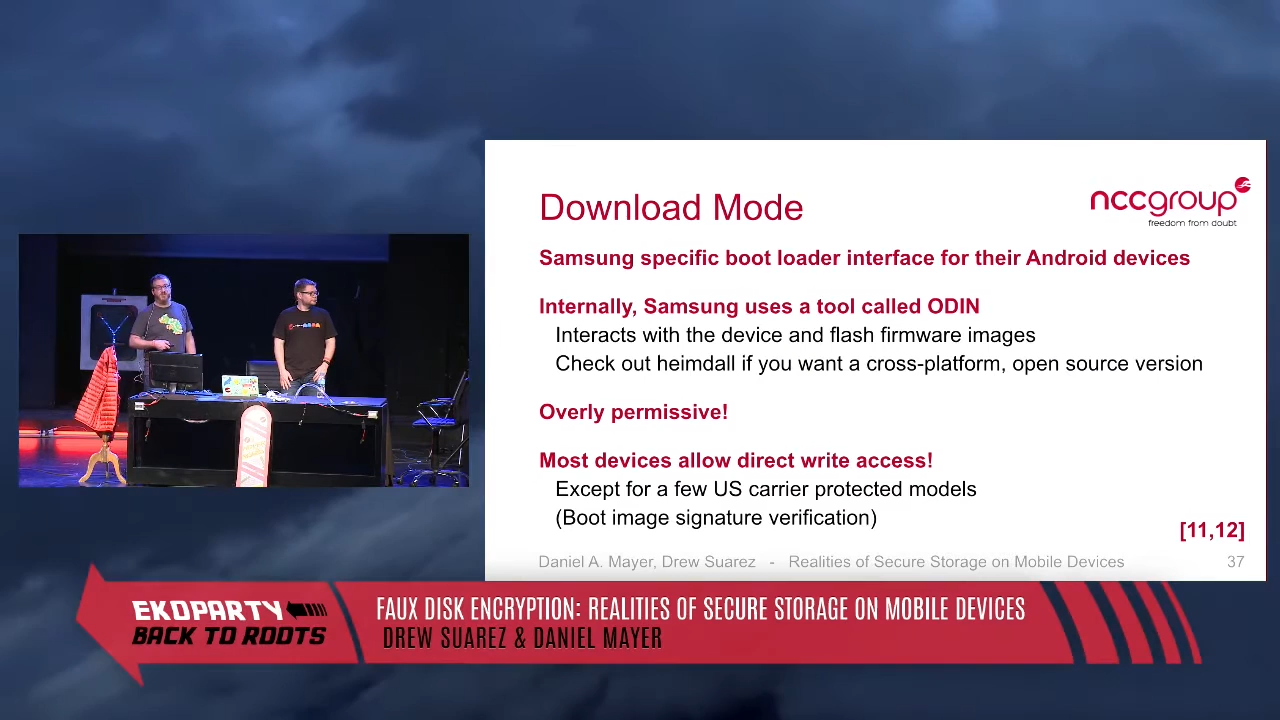 Download Mode
nccgroup
freedom from doubt
Samsung specific boot loader interface for their Android devices
Internally, Samsung uses a tool called ODIN
Interacts with the device and flash firmware images
Check out heimdall if you want a cross-platform, open source version
Overly permissive!
Most devices allow direct write access!
Except for a few US carrier protected models
(Boot image signature verification)
[11,12]
Daniel A. Mayer, Drew Suarez - Realities of Secure Storage on Mobile Devices 37
EKOPARTY
BACK TO ROOTS
FAUX DISK ENCRYPTION: REALITIES OF SECURE STORAGE ON MOBILE DEVICES
DREW SUAREZ & DANIEL MAYER